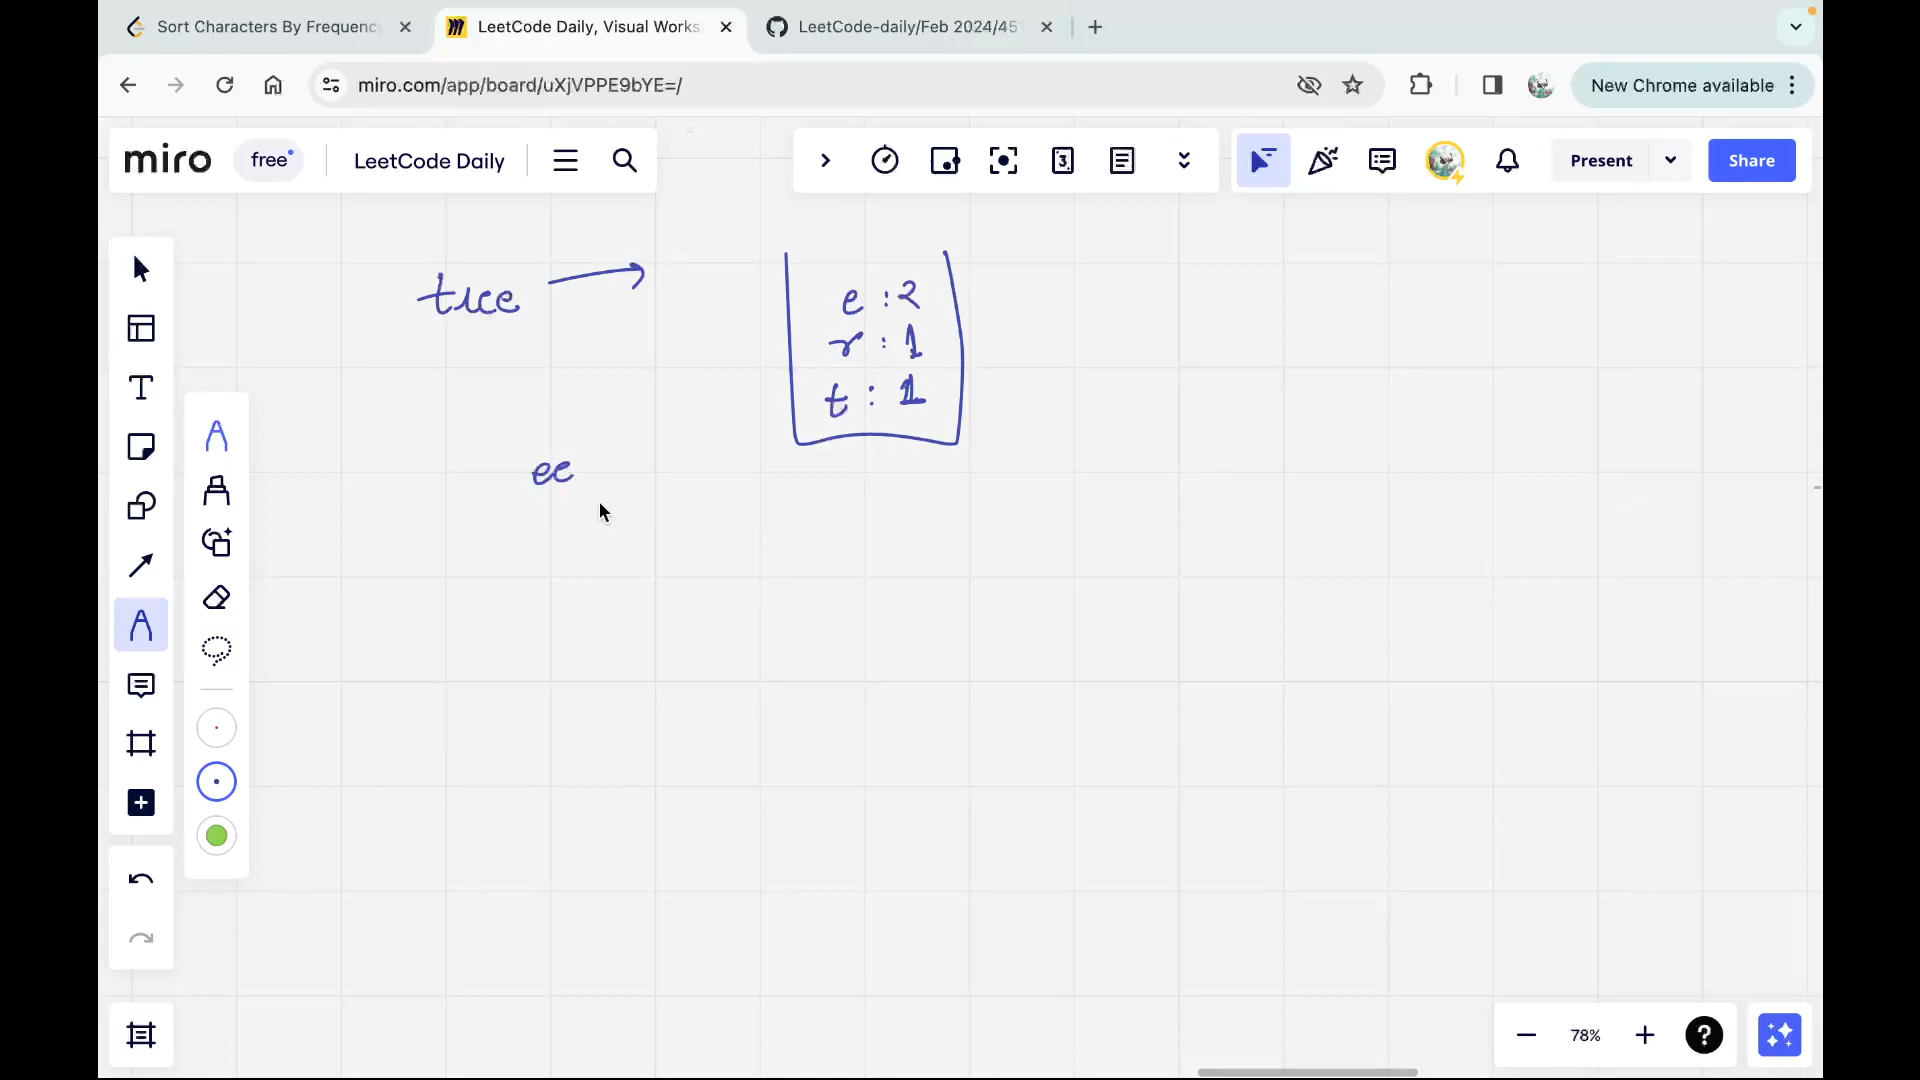 Sort Characters By Frequenc
LeetCode Daily, Visual Works
LeetCode-daily/Feb 2024/45
miro.com/app/board/uXjVPPE9bYE=/
New Chrome available
miro
free
LeetCode Daily
3
Present
Share
tree
e : 2
r : 1
t : 1
ee
78%